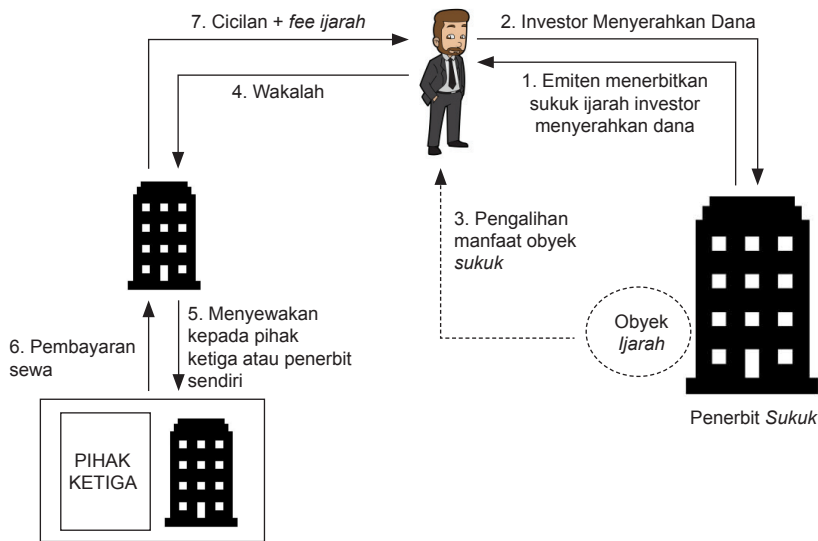 7. Cicilan + fee ijarah
2. Investor Menyerahkan Dana
4. Wakalah
1. Emiten menerbitkan
sukuk ijarah investor
menyerahkan dana
3. Pengalihan
manfaat obyek
sukuk
Obyek
Ijarah
Penerbit Sukuk
5. Menyewakan
kepada pihak
ketiga atau penerbit
sendiri
6. Pembayaran
sewa
PIHAK
KETIGA